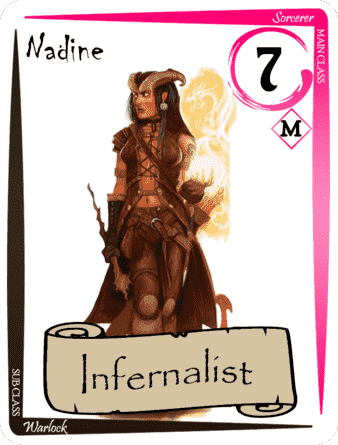 Sorcerer
Nadine
7
MAIN CLASS
M
Infernalist
SUB CLASS
Warlock